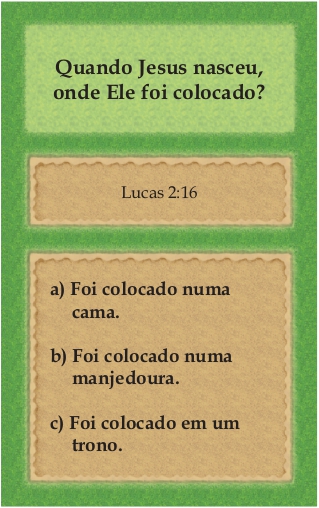 Quando Jesus nasceu,
onde Ele foi colocado?
Lucas 2:16
a) Foi colocado numa
cama.
b) Foi colocado numa
manjedoura.
c) Foi colocado em um
trono.